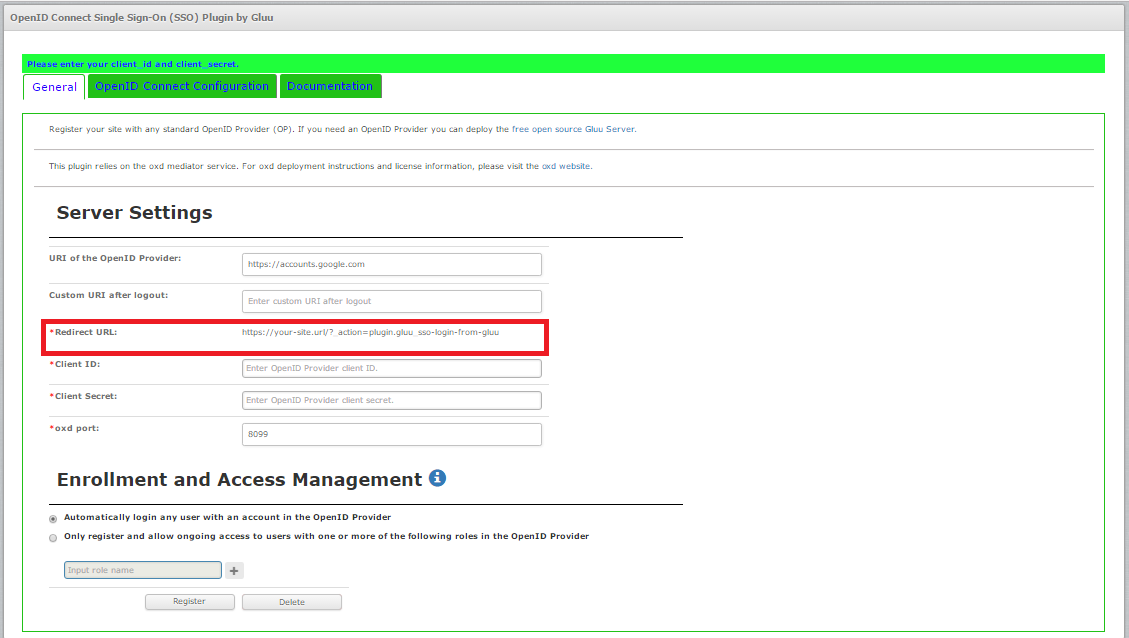 OpenID Connect Single Sign-On (SSO) Plugin by Gluu
Please enter your client_id and client_secret.
General OpenID Connect Configuration Documentation
Register your site with any standard OpenID Provider (OP). If you need an OpenID Provider you can deploy the free open source Gluu Server.
This plugin relies on the oxd mediator service. For oxd deployment instructions and license information, please visit the oxd website.
Server Settings
URI of the OpenID Provider: https://accounts.google.com
Custom URI after logout: Enter custom URI after logout
*Redirect URL: https://your-site.url/?_action=plugin.gluu_sso-login-from-gluu
*Client ID: Enter OpenID Provider client ID.
*Client Secret: Enter OpenID Provider client secret.
*oxd port: 8099
Enrollment and Access Management i
Automatically login any user with an account in the OpenID Provider
Only register and allow ongoing access to users with one or more of the following roles in the OpenID Provider
Input role name +
Register Delete